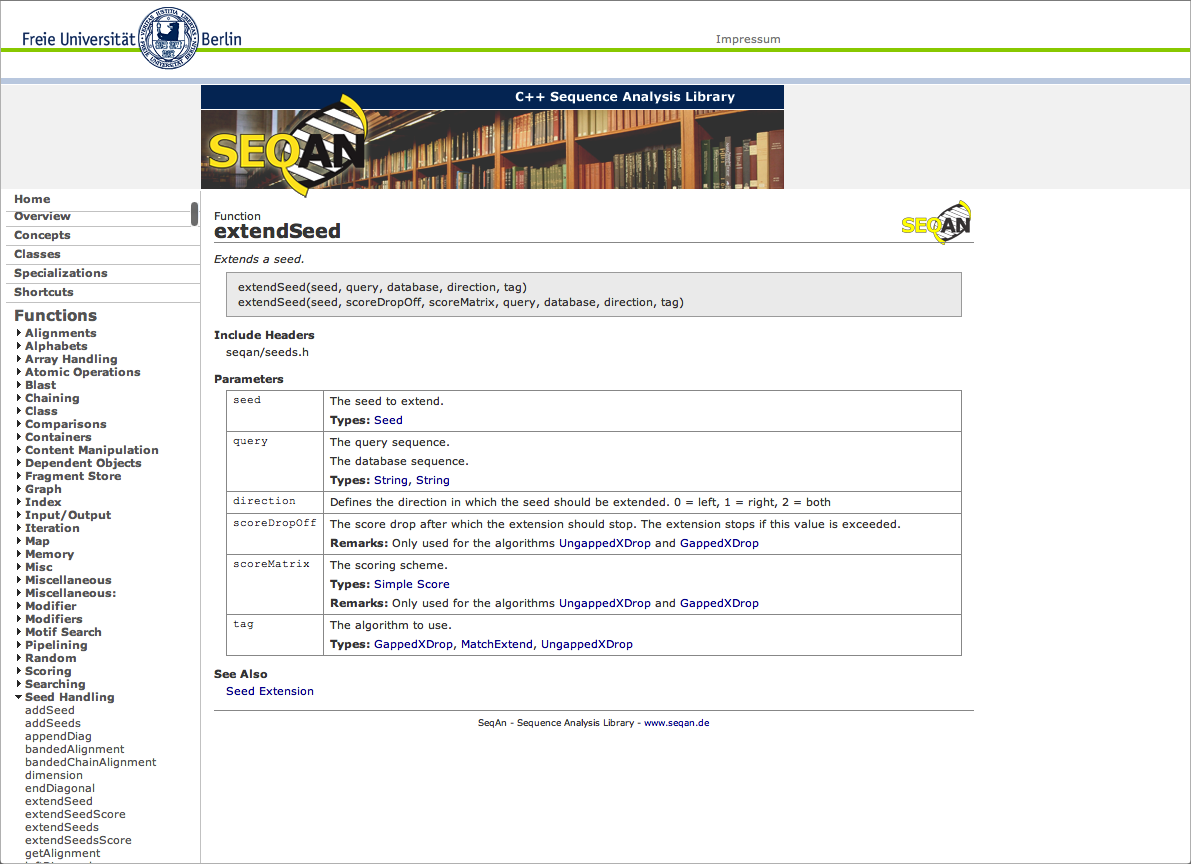 Freie Universität Berlin
Impressum
C++ Sequence Analysis Library
SEQAN
Home
Overview
Concepts
Classes
Specializations
Shortcuts
Functions
Alignments
Alphabets
Array Handling
Atomic Operations
Blast
Chaining
Class
Comparisons
Containers
Content Manipulation
Dependent Objects
Fragment Store
Graph
Index
Input/Output
Iteration
Map
Memory
Misc
Miscellaneous
Miscellaneous:
Modifier
Modifiers
Motif Search
Pipelining
Random
Scoring
Searching
Seed Handling
addSeed
addSeeds
appendDiag
bandedAlignment
bandedChainAlignment
dimension
endDiagonal
extendSeed
extendSeedScore
extendSeeds
extendSeedsScore
getAlignment
Function
extendSeed
SEQAN
Extends a seed.
extendSeed(seed, query, database, direction, tag)
extendSeed(seed, scoreDropOff, scoreMatrix, query, database, direction, tag)
Include Headers
seqan/seeds.h
Parameters
seed The seed to extend.
Types: Seed
query The query sequence.
The database sequence.
Types: String, String
direction Defines the direction in which the seed should be extended. 0 = left, 1 = right, 2 = both
scoreDropOff The score drop after which the extension should stop. The extension stops if this value is exceeded.
Remarks: Only used for the algorithms UngappedXDrop and GappedXDrop
scoreMatrix The scoring scheme.
Types: Simple Score
Remarks: Only used for the algorithms UngappedXDrop and GappedXDrop
tag The algorithm to use.
Types: GappedXDrop, MatchExtend, UngappedXDrop
See Also
Seed Extension
SeqAn - Sequence Analysis Library - www.seqan.de